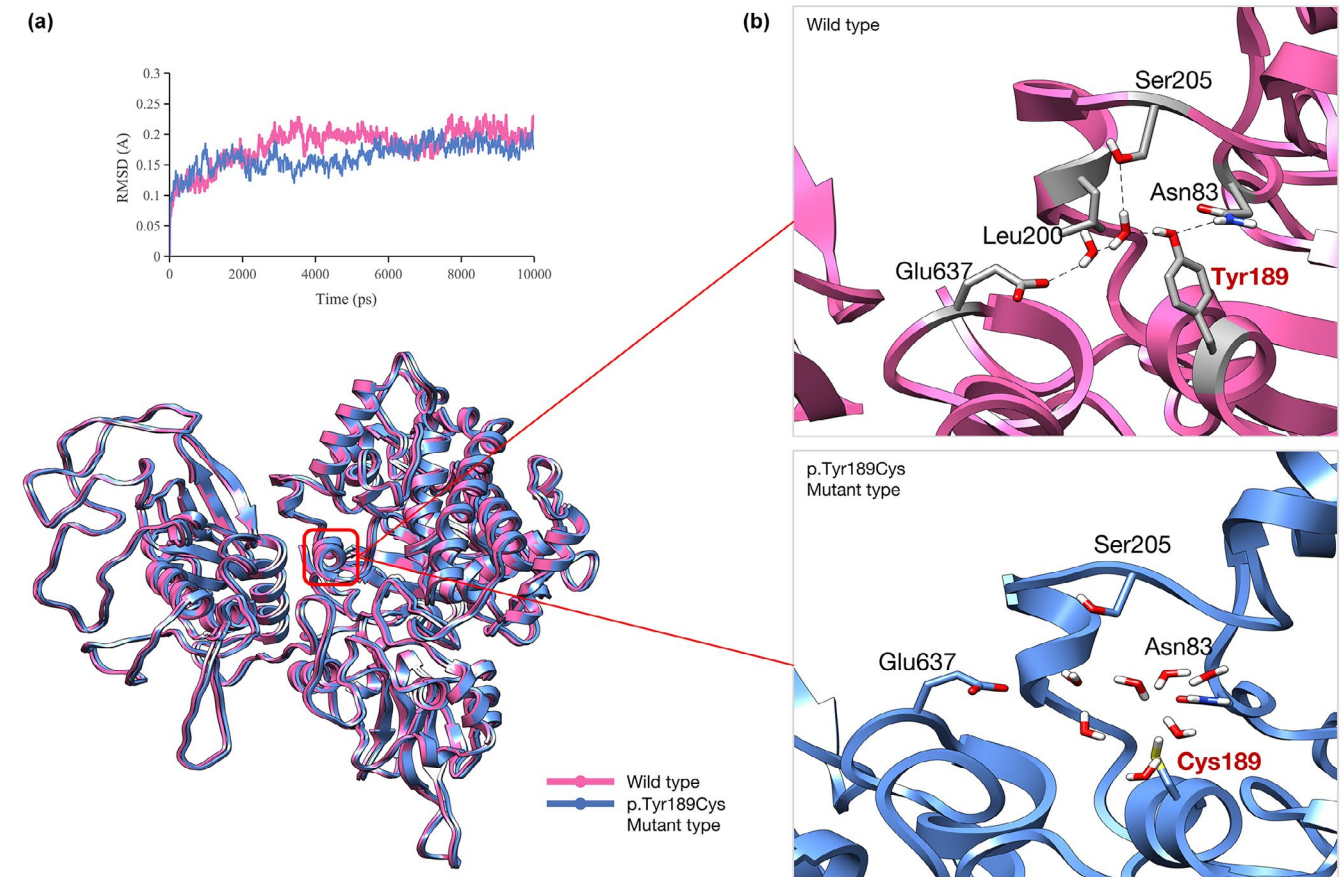 (a)
0.3
0.25
0.2
0.15
0.1
0.05
0
RMSD (A)
0
2000
4000
6000
8000
10000
Time (ps)
Wild type
p.Tyr189Cys
Mutant type
(b)
Wild type
Ser205
Asn83
Leu200
Glu637
Tyr189
p.Tyr189Cys
Mutant type
Ser205
Asn83
Glu637
Cys189